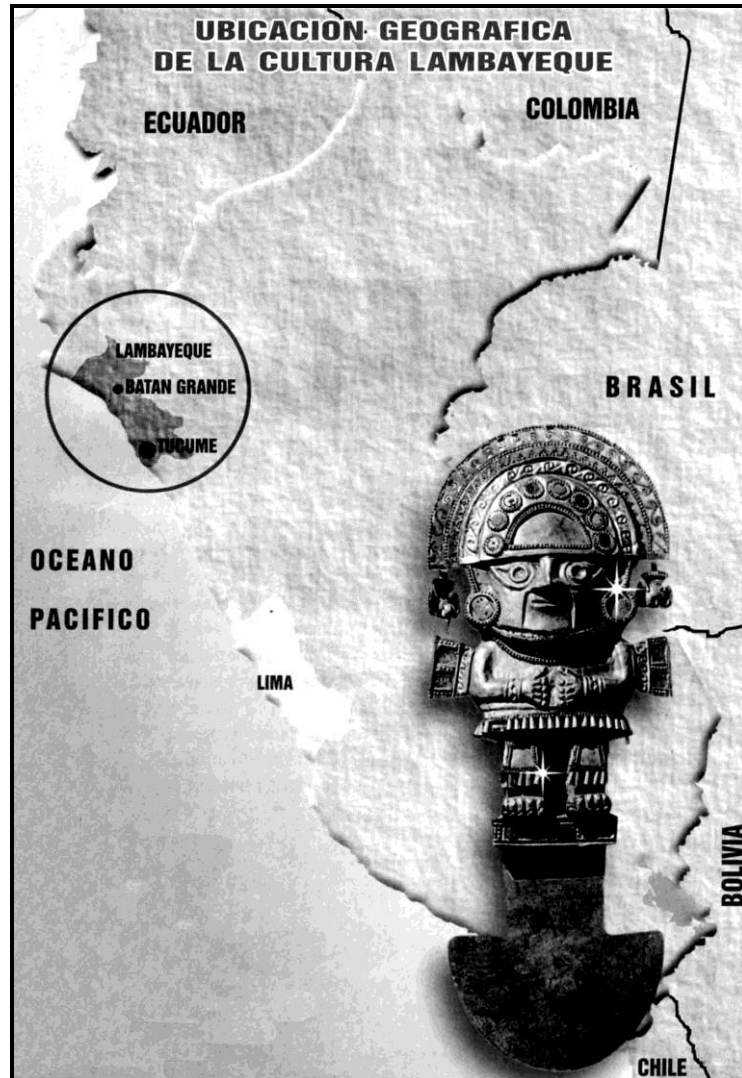 UBICACION GEOGRAFICA
DE LA CULTURA LAMBAYEQUE
COLOMBIA
ECUADOR
LAMBAYEQUE
BATAN GRANDE
BRASIL
TUCUME
OCEANO
PACIFICO
LIMA
BOLIVIA
CHILE